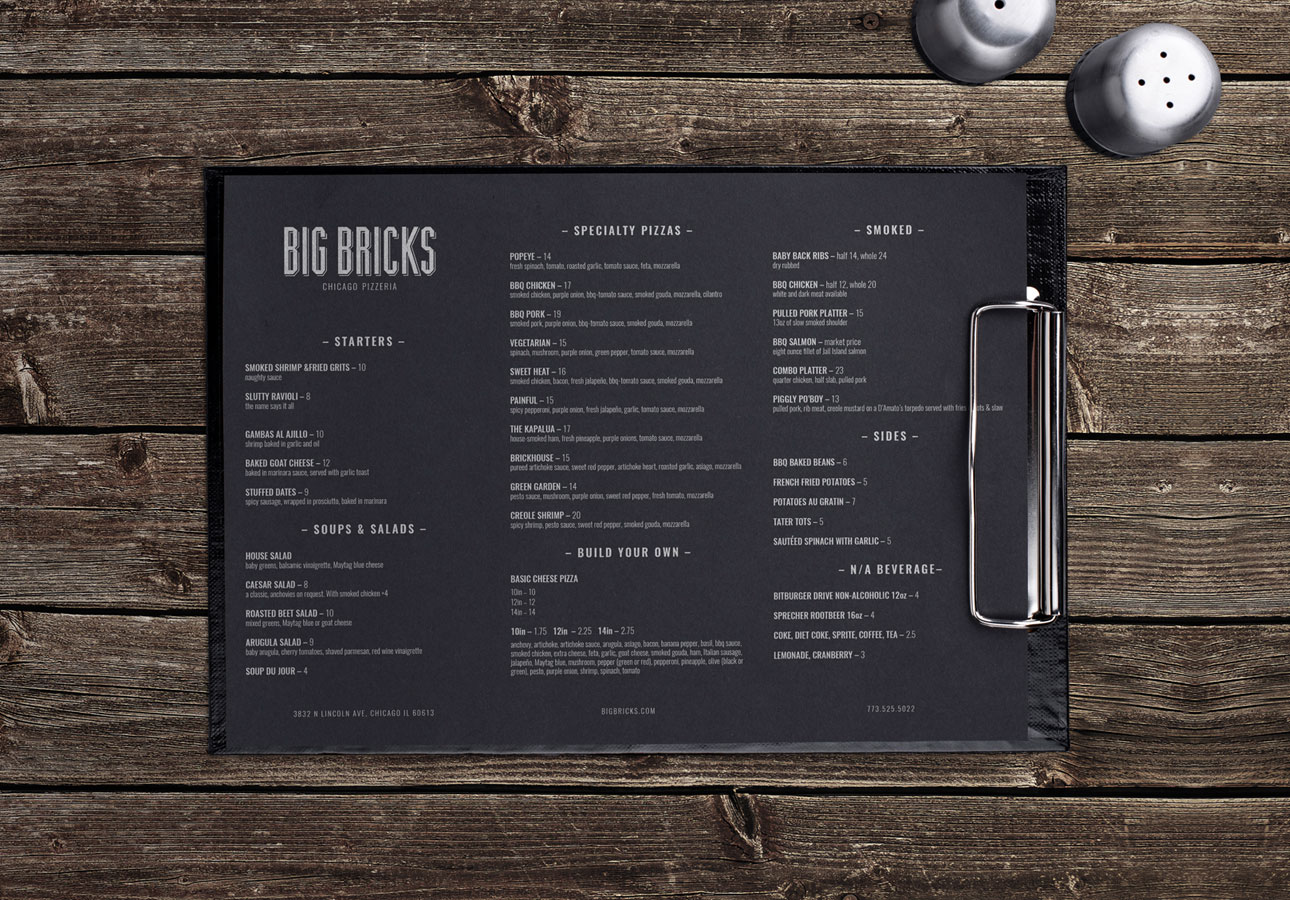 BIG BRICKS
CHICAGO PIZZERIA
– STARTERS –
SMOKED SHRIMP &FRIED GRITS – 10
naughty sauce
SLUTTY RAVIOLI – 8
the name says it all
GAMBAS AL AJILLO – 10
shrimp baked in garlic and oil
BAKED GOAT CHEESE – 12
baked in marinara sauce, served with garlic toast
STUFFED DATES – 9
spicy sausage, wrapped in prosciutto, baked in marinara
– SOUPS & SALADS –
HOUSE SALAD
baby greens, balsamic vinaigrette, Maytag blue cheese
CAESAR SALAD – 8
a classic, anchovies on request. With smoked chicken +4
ROASTED BEET SALAD – 10
mixed greens, Maytag blue or goat cheese
ARUGULA SALAD – 9
baby arugula, cherry tomatoes, shaved parmesan, red wine vinaigrette
SOUP DU JOUR – 4
3832 N LINCOLN AVE, CHICAGO IL 60613
– SPECIALTY PIZZAS –
POPEYE – 14
fresh spinach, tomato, roasted garlic, tomato sauce, feta, mozzarella
BBQ CHICKEN – 17
smoked chicken, purple onion, bbq-tomato sauce, smoked gouda, mozzarella, cilantro
BBQ PORK – 19
smoked pork, purple onion, bbq-tomato sauce, smoked gouda, mozzarella
VEGETARIAN – 15
spinach, mushroom, purple onion, green pepper, tomato sauce, mozzarella
SWEET HEAT – 16
smoked chicken, bacon, fresh jalapeño, bbq-tomato sauce, smoked gouda, mozzarella
PAINFUL – 15
spicy pepperoni, purple onion, fresh jalapeño, garlic, tomato sauce, mozzarella
THE KAPALUA – 17
house-smoked ham, fresh pineapple, purple onions, tomato sauce, mozzarella
BRICKHOUSE – 15
pureed artichoke sauce, sweet red pepper, artichoke heart, roasted garlic, asiago, mozzarella
GREEN GARDEN – 14
pesto sauce, mushroom, purple onion, sweet red pepper, fresh tomato, mozzarella
CREOLE SHRIMP – 20
spicy shrimp, pesto sauce, sweet red pepper, smoked gouda, mozzarella
– BUILD YOUR OWN –
BASIC CHEESE PIZZA
10in – 10
12in – 12
14in – 14
10in – 1.75 12in – 2.25 14in – 2.75
anchovy, artichoke, artichoke sauce, arugula, asiago, bacon, banana pepper, basil, bbq sauce,
smoked chicken, extra cheese, feta, garlic, goat cheese, smoked gouda, ham, Italian sausage,
jalapeño, Maytag blue, mushroom, pepper (green or red), pepperoni, pineapple, olive (black or
green), pesto, purple onion, shrimp, spinach, tomato
BIGBRICKS.COM
– SMOKED –
BABY BACK RIBS – half 14, whole 24
dry rubbed
BBQ CHICKEN – half 12, whole 20
white and dark meat available
PULLED PORK PLATTER – 15
13oz of slow smoked shoulder
BBQ SALMON – market price
eight ounce fillet of Jail Island salmon
COMBO PLATTER – 23
quarter chicken, half slab, pulled pork
PIGGLY PO'BOY – 13
pulled pork, rib meat, creole mustard on a D'Amato's torpedo served with fries & slaw
– SIDES –
BBQ BAKED BEANS – 6
FRENCH FRIED POTATOES – 5
POTATOES AU GRATIN – 7
TATER TOTS – 5
SAUTÉED SPINACH WITH GARLIC – 5
– N/A BEVERAGE–
BITBURGER DRIVE NON-ALCOHOLIC 12oz – 4
SPRECHER ROOTBEER 16oz – 4
COKE, DIET COKE, SPRITE, COFFEE, TEA – 2.5
LEMONADE, CRANBERRY – 3
773.525.5022